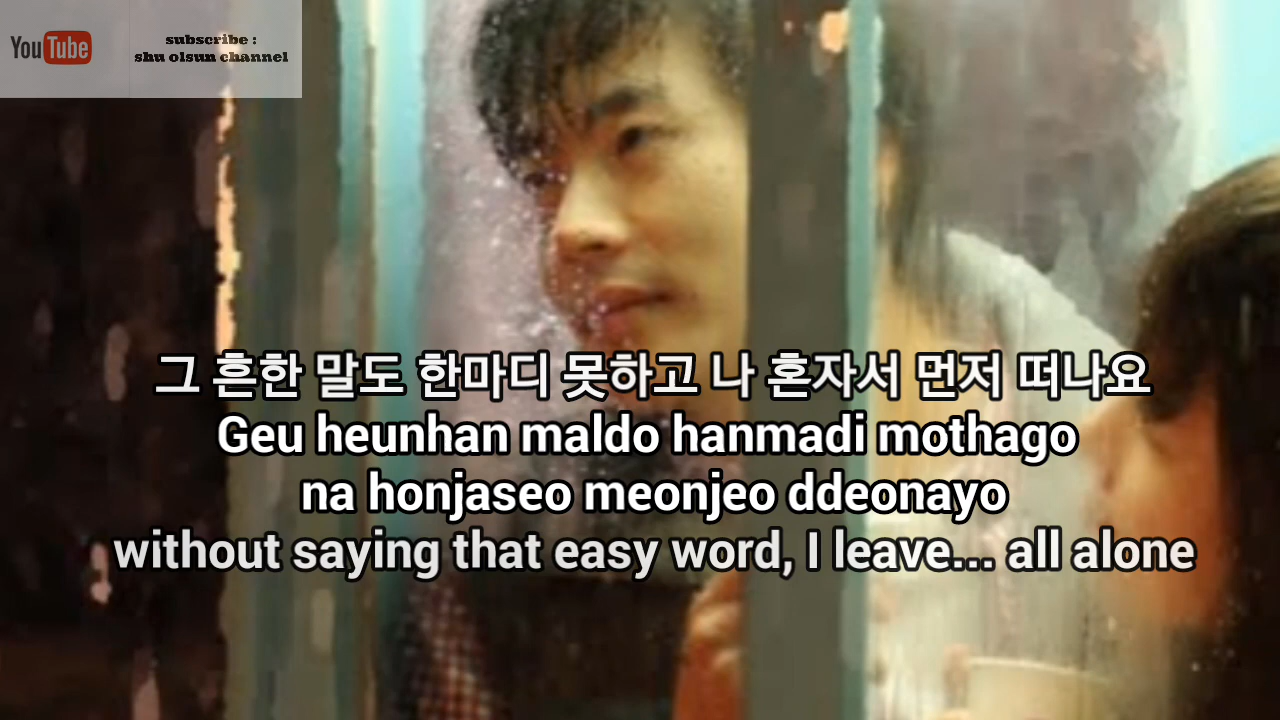 YouTube
subscribe :
shu olsun channel
그 흔한 말도 한마디 못하고 나 혼자서 먼저 떠나요
Geu heunhan maldo hanmadi mothago
na honjaseo meonjeo ddeonayo
without saying that easy word, I leave... all alone